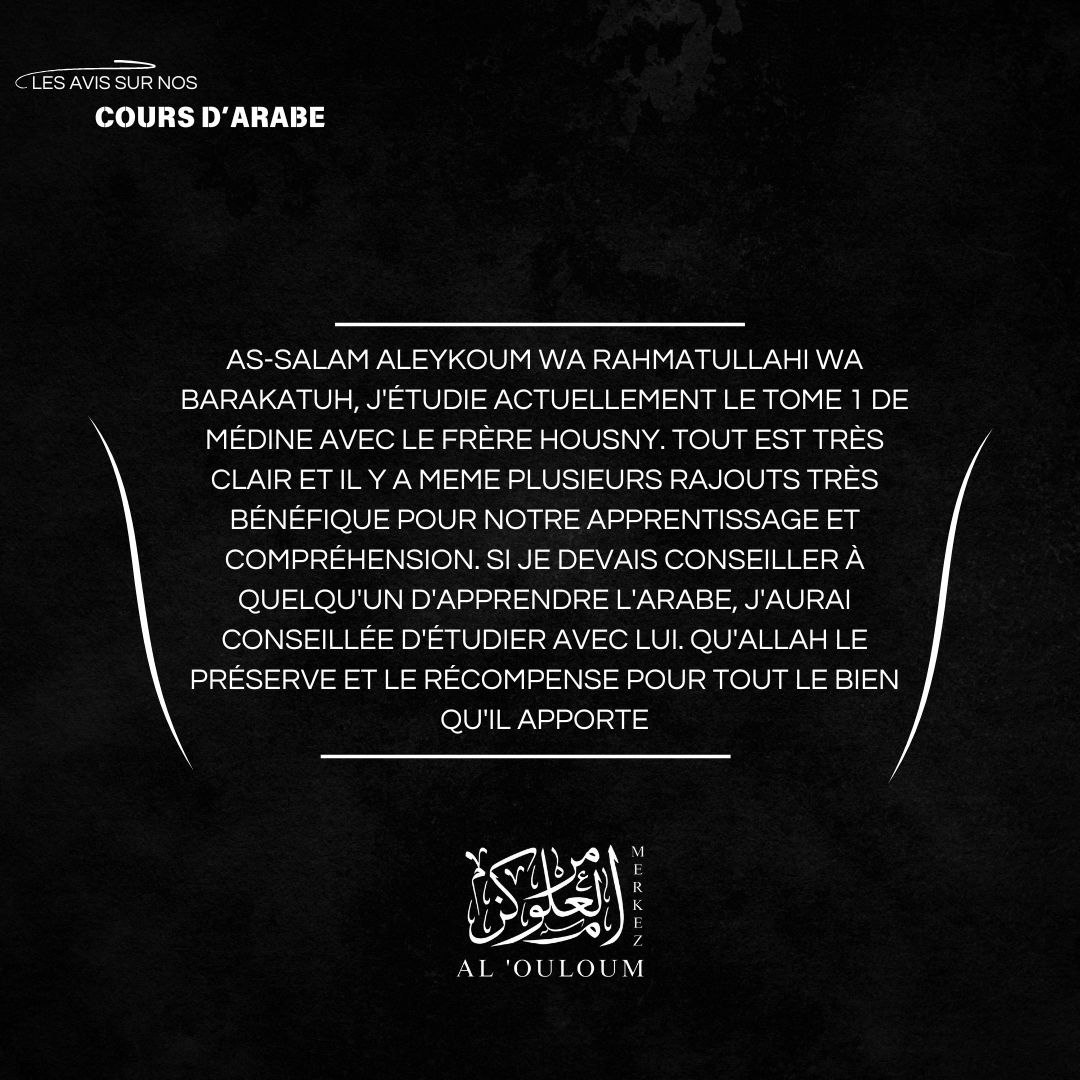 LES AVIS SUR NOS
COURS D'ARABE
AS-SALAM ALEYKOUM WA RAHMATULLAHI WA
BARAKATUH, J'ÉTUDIE ACTUELLEMENT LE TOME 1 DE
MÉDINE AVEC LE FRÈRE HOUSNY. TOUT EST TRÈS
CLAIR ET IL Y A MEME PLUSIEURS RAJOUTS TRÈS
BÉNÉFIQUE POUR NOTRE APPRENTISSAGE ET
COMPRÉHENSION. SI JE DEVAIS CONSEILLER À
QUELQU'UN D'APPRENDRE L'ARABE, J'AURAI
CONSEILLÉE D'ÉTUDIER AVEC LUI. QU'ALLAH LE
PRÉSERVE ET LE RÉCOMPENSE POUR TOUT LE BIEN
QU'IL APPORTE
مركز العلوم
MERKEZ
AL 'OULOUM